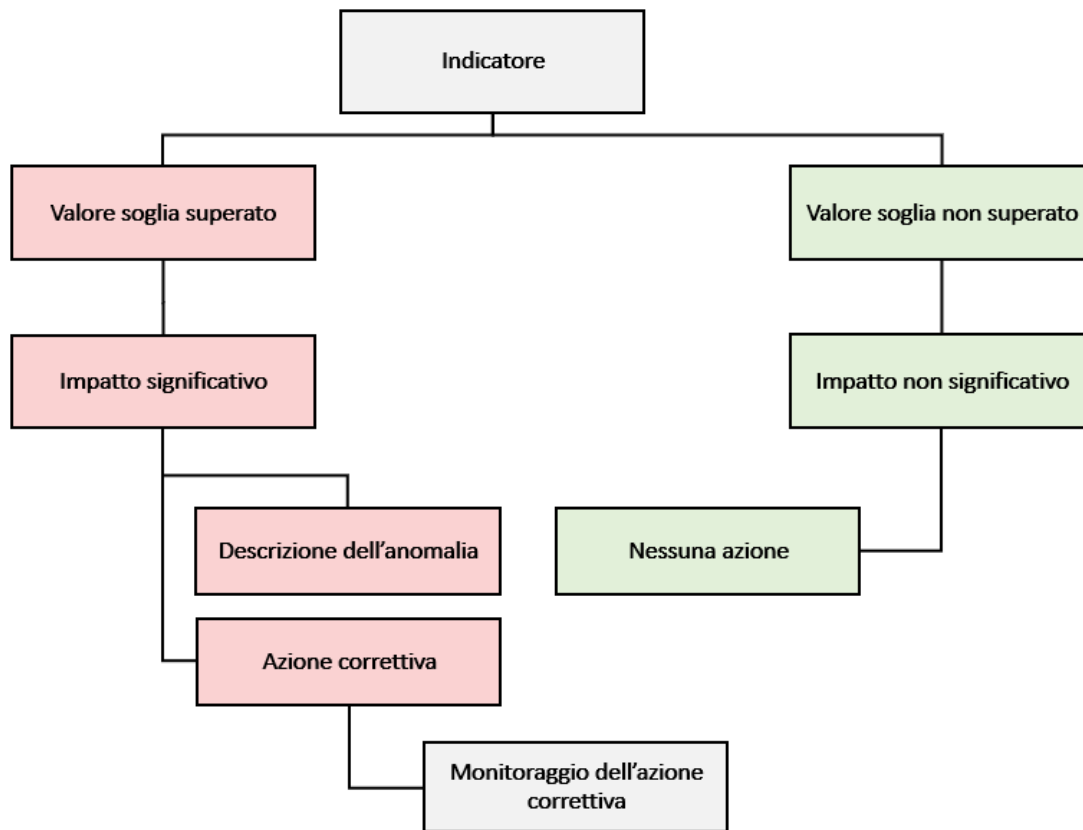 Indicatore
Valore soglia superato
Valore soglia non superato
Impatto significativo
Impatto non significativo
Descrizione dell’anomalia
Nessuna azione
Azione correttiva
Monitoraggio dell’azione
correttiva